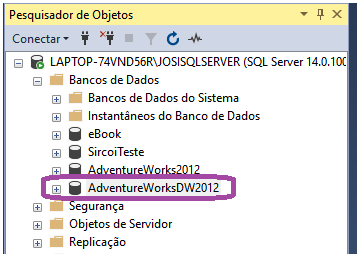 Pesquisador de Objetos
Conectar
LAPTOP-74VND56R\JOSISQLSERVER (SQL Server 14.0.100
Bancos de Dados
Bancos de Dados do Sistema
Instantâneos do Banco de Dados
eBook
SircoiTeste
AdventureWorks2012
AdventureWorksDW2012
Segurança
Objetos de Servidor
Replicação